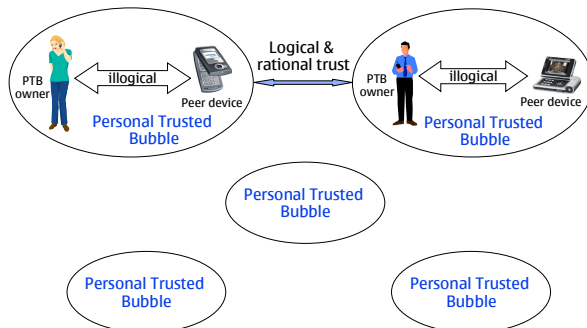 PTB
owner
illogical
Peer device
Personal Trusted
Bubble
Logical &
rational trust
PTB
owner
illogical
Peer device
Personal Trusted
Bubble
Personal Trusted
Bubble
Personal Trusted
Bubble
Personal Trusted
Bubble